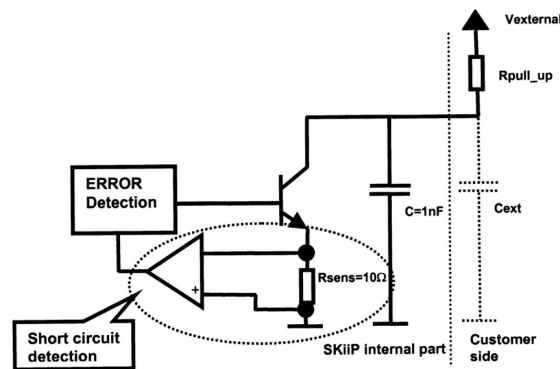 Vexternal
Rpull_up
ERROR
Detection
C=1nF
Cext
Rsens=10Ω
+
Short circuit
detection
SKiiP internal part
Customer
side